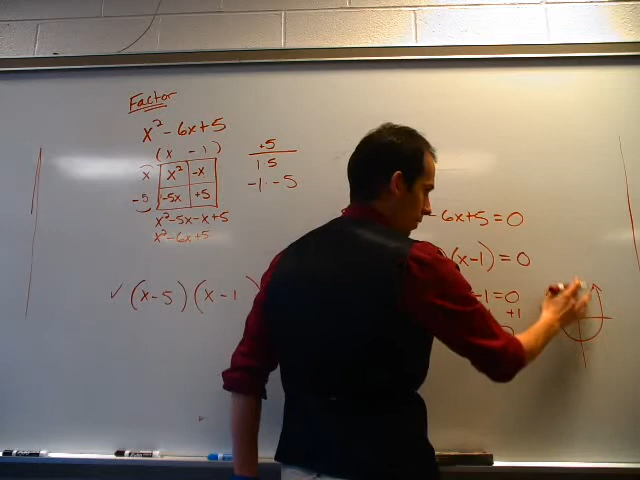 Factor
x² - 6x + 5
(x - 1)
x x² -x
-5 -5x +5
x² - 5x - x + 5
x² - 6x + 5
+5
1 · 5
-1 · -5
✓ (x - 5)(x - 1
- 6x + 5 = 0
)(x - 1) = 0
- 1 = 0
+1